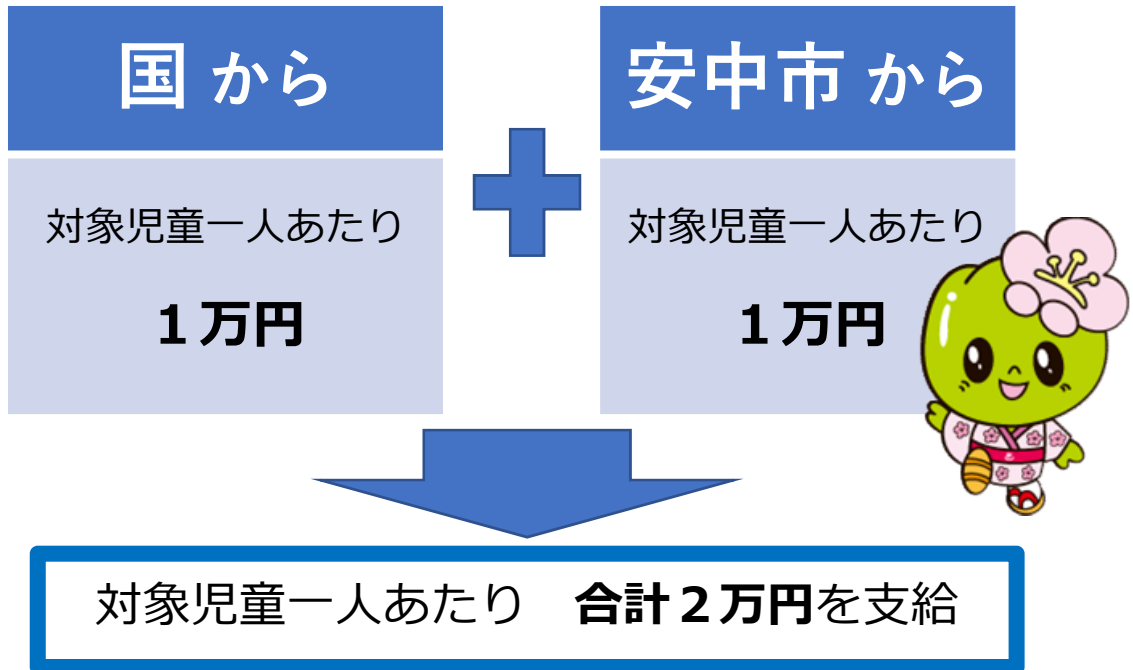 国 から
対象児童一人あたり
１万円
安中市 から
対象児童一人あたり
１万円
対象児童一人あたり　合計２万円を支給